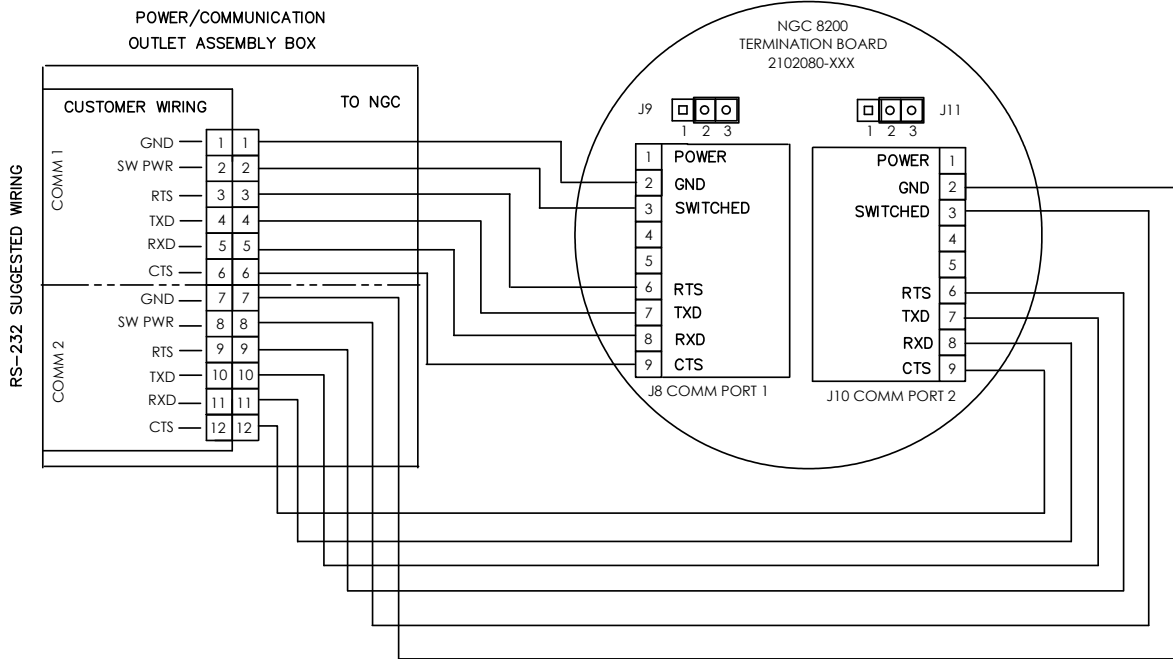 POWER/COMMUNICATION
OUTLET ASSEMBLY BOX
RS-232 SUGGESTED WIRING
CUSTOMER WIRING
TO NGC
COMM 1
GND 1 1
SW PWR 2 2
RTS 3 3
TXD 4 4
RXD 5 5
CTS 6 6
COMM 2
GND 7 7
SW PWR 8 8
RTS 9 9
TXD 10 10
RXD 11 11
CTS 12 12
NGC 8200
TERMINATION BOARD
2102080-XXX
J9
1 2 3
J11
1 2 3
1 POWER
2 GND
3 SWITCHED
4
5
6 RTS
7 TXD
8 RXD
9 CTS
J8 COMM PORT 1
POWER 1
GND 2
SWITCHED 3
4
5
RTS 6
TXD 7
RXD 8
CTS 9
J10 COMM PORT 2